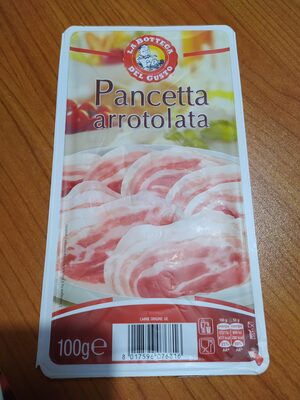 LA BOTTEGA
DEL GUSTO
Pancetta
arrotolata
CARNE ORIGINE UE
100g e
8 017596 076316